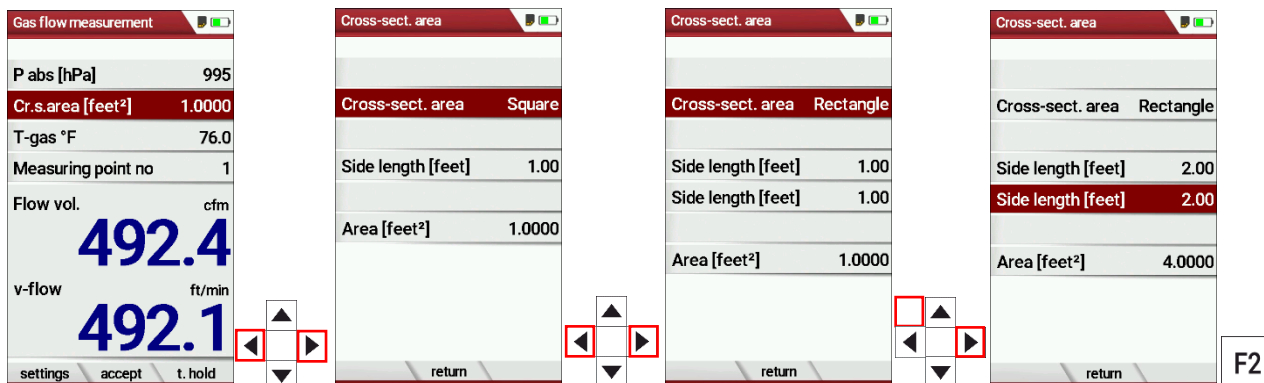 Gas flow measurement
P abs [hPa] 995
Cr.s.area [feet²] 1.0000
T-gas °F 76.0
Measuring point no 1
Flow vol. cfm
492.4
v-flow ft/min
492.1
settings accept t. hold
Cross-sect. area
Cross-sect. area Square
Side length [feet] 1.00
Area [feet²] 1.0000
return
Cross-sect. area
Cross-sect. area Rectangle
Side length [feet] 1.00
Side length [feet] 1.00
Area [feet²] 1.0000
return
Cross-sect. area
Cross-sect. area Rectangle
Side length [feet] 2.00
Side length [feet] 2.00
Area [feet²] 4.0000
return
F2